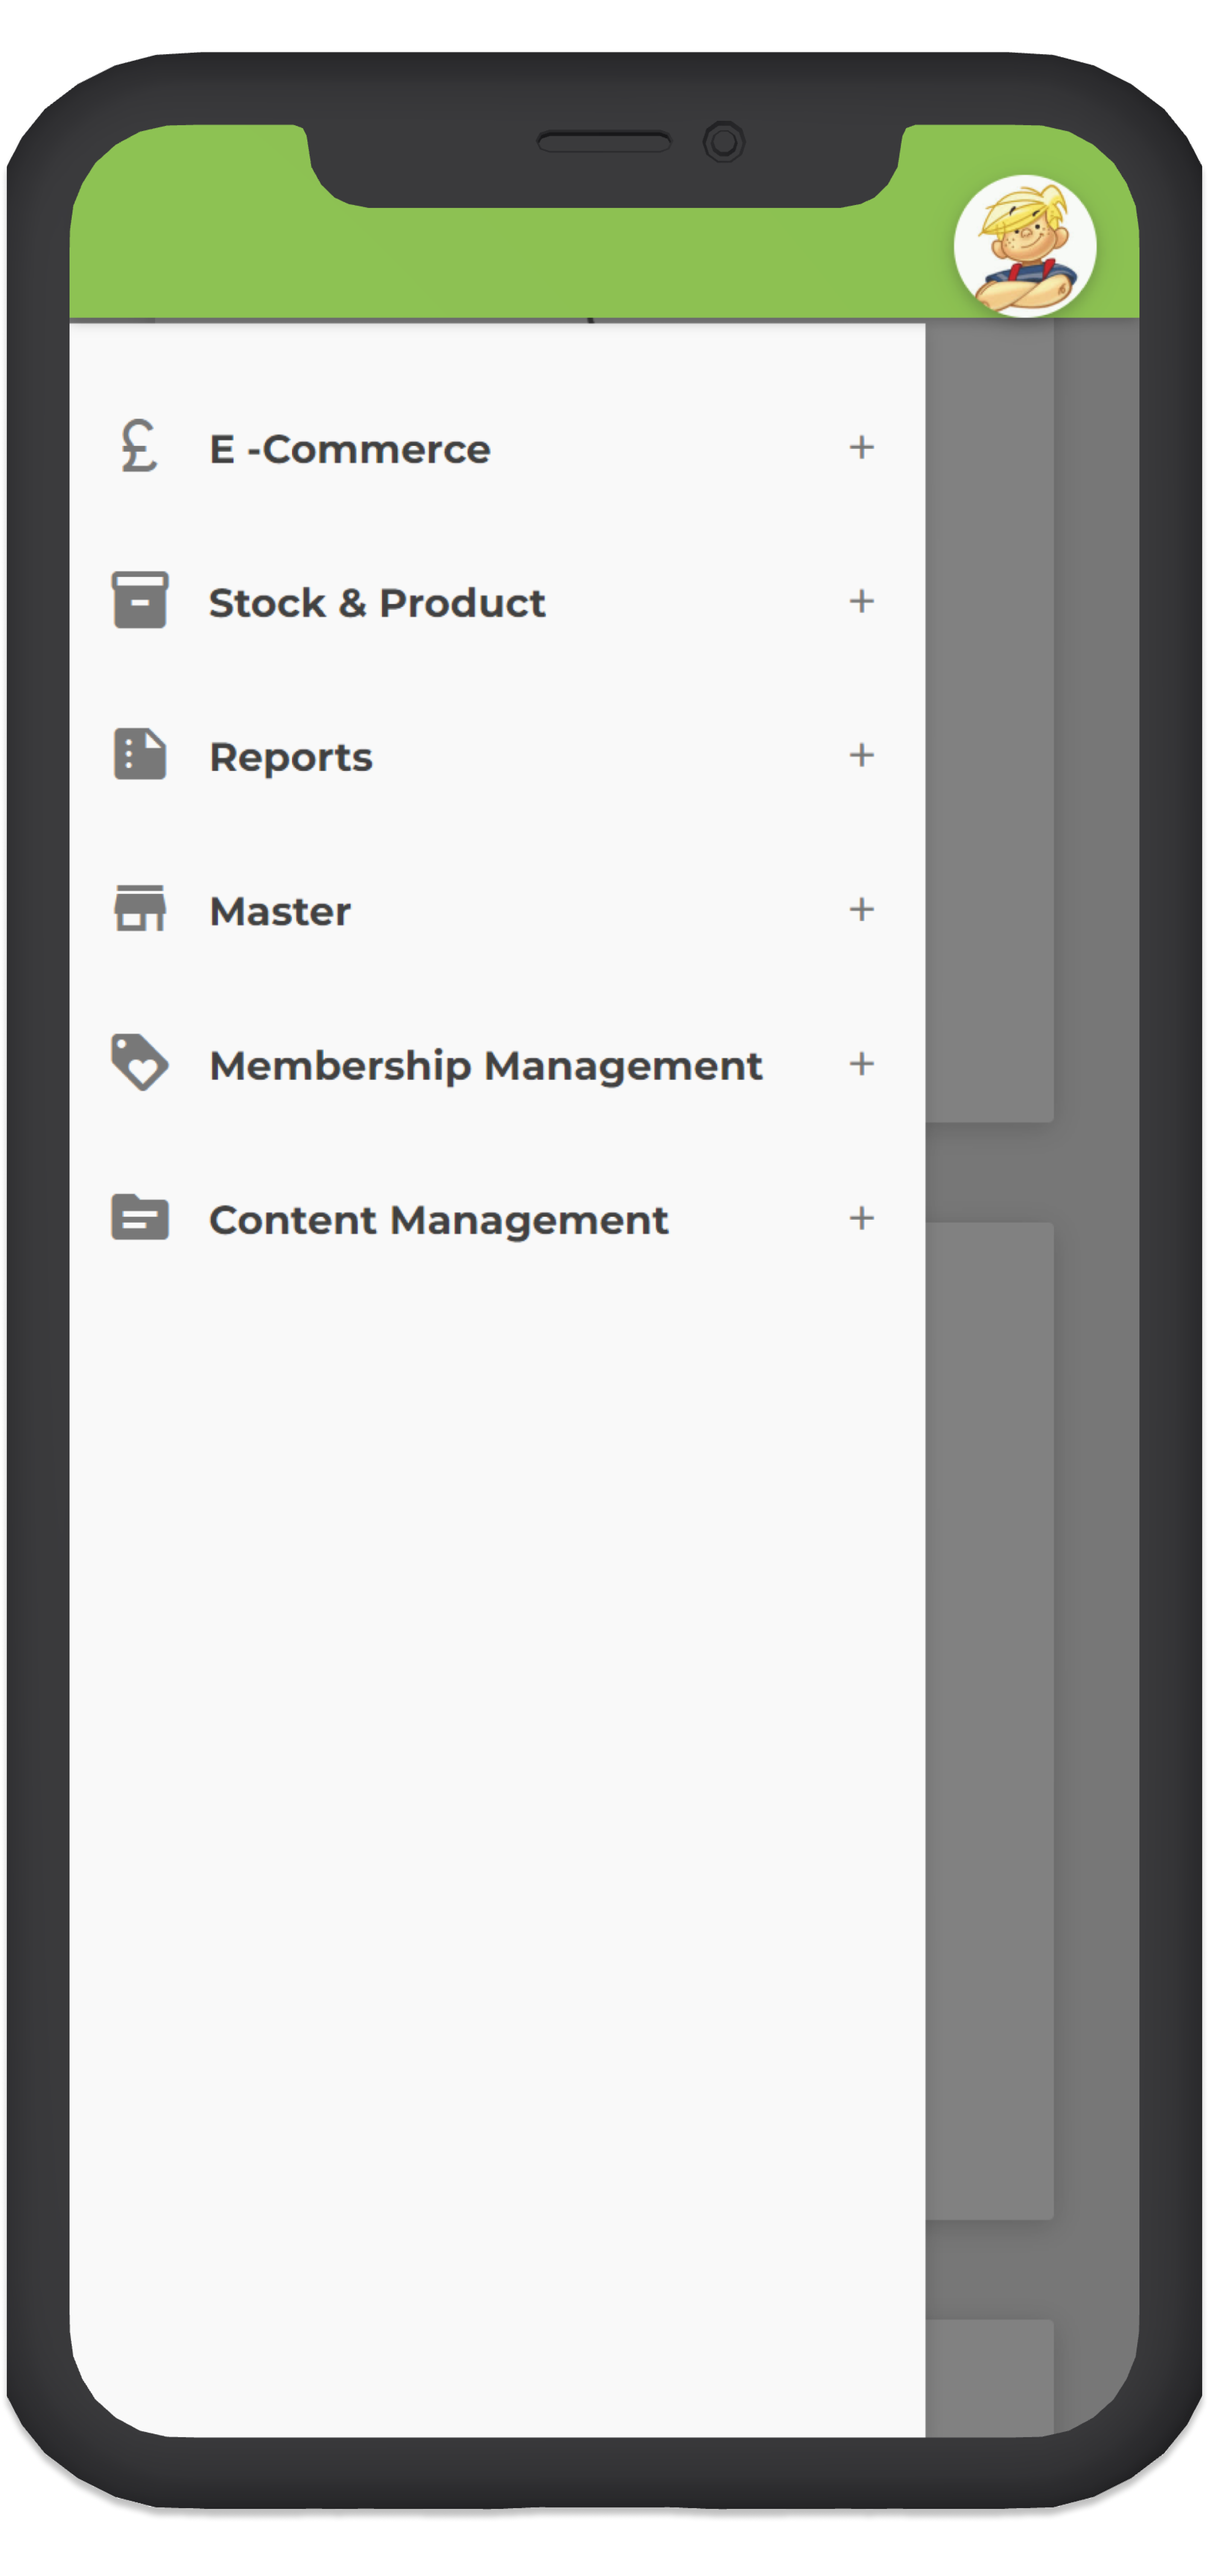 £ E -Commerce +
Stock & Product +
Reports +
Master +
Membership Management +
Content Management +